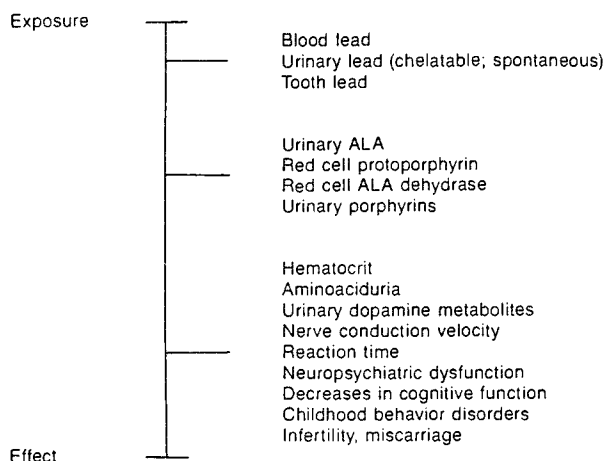 Exposure
Blood lead
Urinary lead (chelatable; spontaneous)
Tooth lead
Urinary ALA
Red cell protoporphyrin
Red cell ALA dehydrase
Urinary porphyrins
Hematocrit
Aminoaciduria
Urinary dopamine metabolites
Nerve conduction velocity
Reaction time
Neuropsychiatric dysfunction
Decreases in cognitive function
Childhood behavior disorders
Infertility, miscarriage
Effect